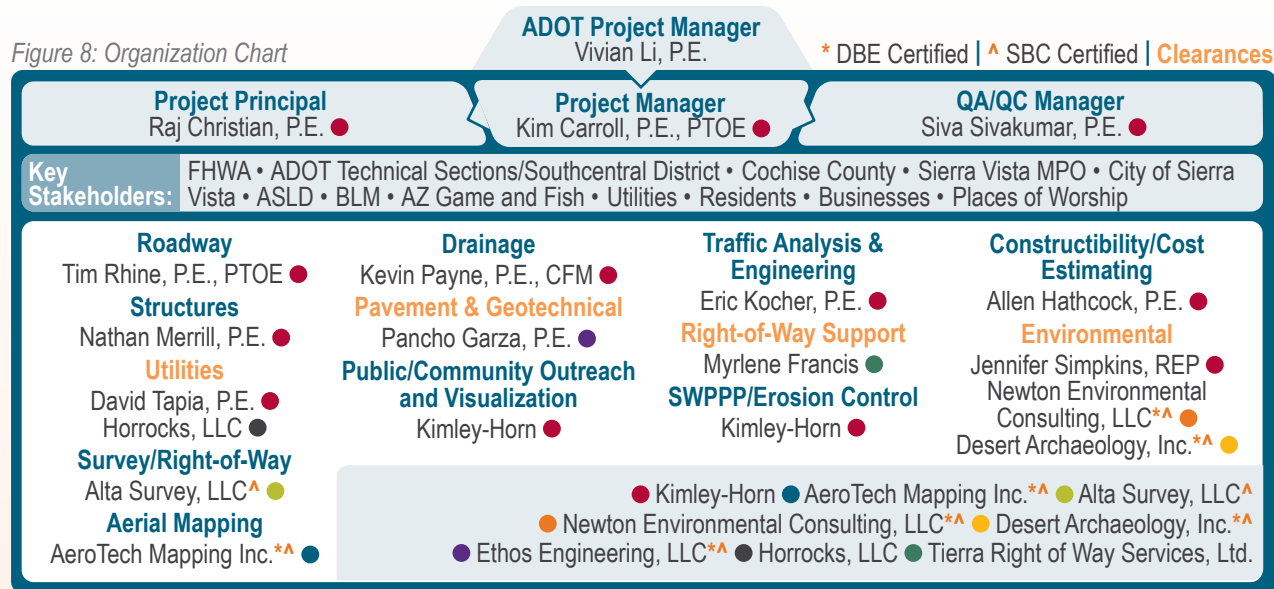 Figure 8: Organization Chart
ADOT Project Manager
Vivian Li, P.E.
* DBE Certified | ^ SBC Certified | Clearances
Project Principal
Raj Christian, P.E.
Project Manager
Kim Carroll, P.E., PTOE
QA/QC Manager
Siva Sivakumar, P.E.
Key
Stakeholders:
FHWA • ADOT Technical Sections/Southcentral District • Cochise County • Sierra Vista MPO • City of Sierra
Vista • ASLD • BLM • AZ Game and Fish • Utilities • Residents • Businesses • Places of Worship
Roadway
Tim Rhine, P.E., PTOE
Structures
Nathan Merrill, P.E.
Utilities
David Tapia, P.E.
Horrocks, LLC
Survey/Right-of-Way
Alta Survey, LLC^
Aerial Mapping
AeroTech Mapping Inc.*^
Drainage
Kevin Payne, P.E., CFM
Pavement & Geotechnical
Pancho Garza, P.E.
Public/Community Outreach
and Visualization
Kimley-Horn
Traffic Analysis &
Engineering
Eric Kocher, P.E.
Right-of-Way Support
Myrlene Francis
SWPPP/Erosion Control
Kimley-Horn
Constructibility/Cost
Estimating
Allen Hathcock, P.E.
Environmental
Jennifer Simpkins, REP
Newton Environmental
Consulting, LLC*^
Desert Archaeology, Inc.*^
Kimley-Horn AeroTech Mapping Inc.*^ Alta Survey, LLC^
Newton Environmental Consulting, LLC*^ Desert Archaeology, Inc.*^
Ethos Engineering, LLC*^ Horrocks, LLC Tierra Right of Way Services, Ltd.